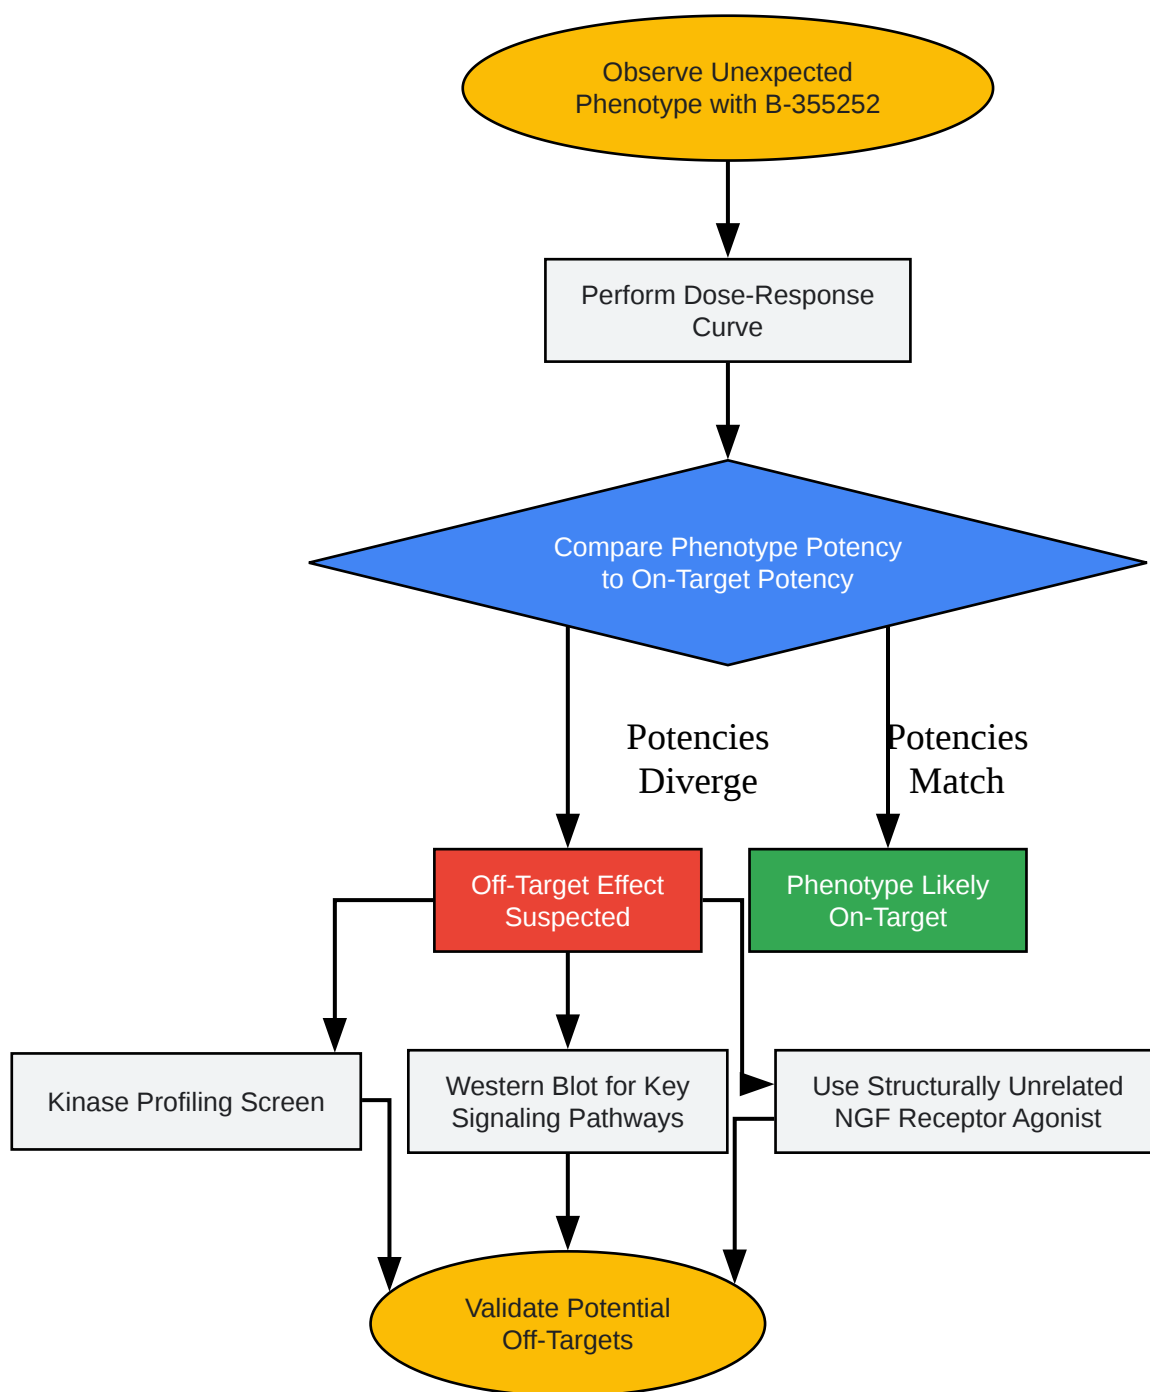 Observe Unexpected
Phenotype with B-355252
Perform Dose-Response
Curve
Compare Phenotype Potency
to On-Target Potency
Potencies
Diverge
Potencies
Match
Off-Target Effect
Suspected
Phenotype Likely
On-Target
Kinase Profiling Screen
Western Blot for Key
Signaling Pathways
Use Structurally Unrelated
NGF Receptor Agonist
Validate Potential
Off-Targets